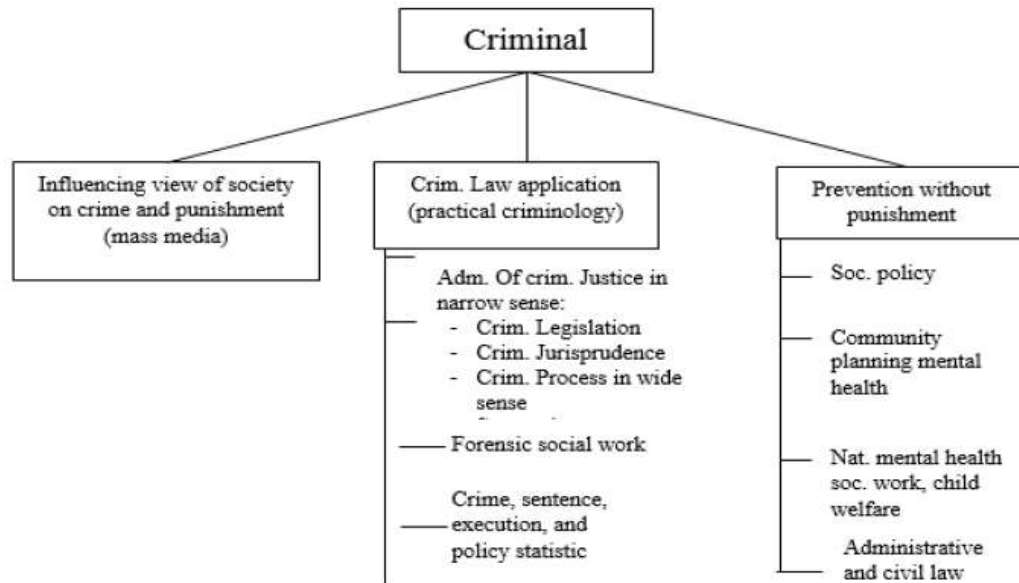 Criminal
Influencing view of society
on crime and punishment
(mass media)
Crim. Law application
(practical criminology)
Adm. Of crim. Justice in
narrow sense:
- Crim. Legislation
- Crim. Jurisprudence
- Crim. Process in wide
sense
Forensic social work
Crime, sentence,
execution, and
policy statistic
Prevention without
punishment
Soc. policy
Community
planning mental
health
Nat. mental health
soc. work, child
welfare
Administrative
and civil law